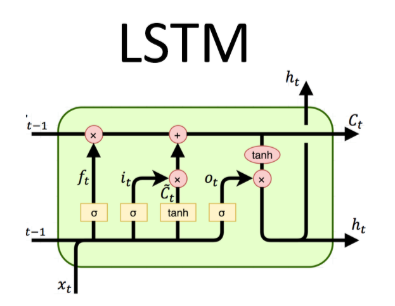 LSTM
h_t
t-1
C_t
× +
tanh
f_t i_t × o_t ×
C̃_t
σ σ tanh σ
t-1
h_t
x_t